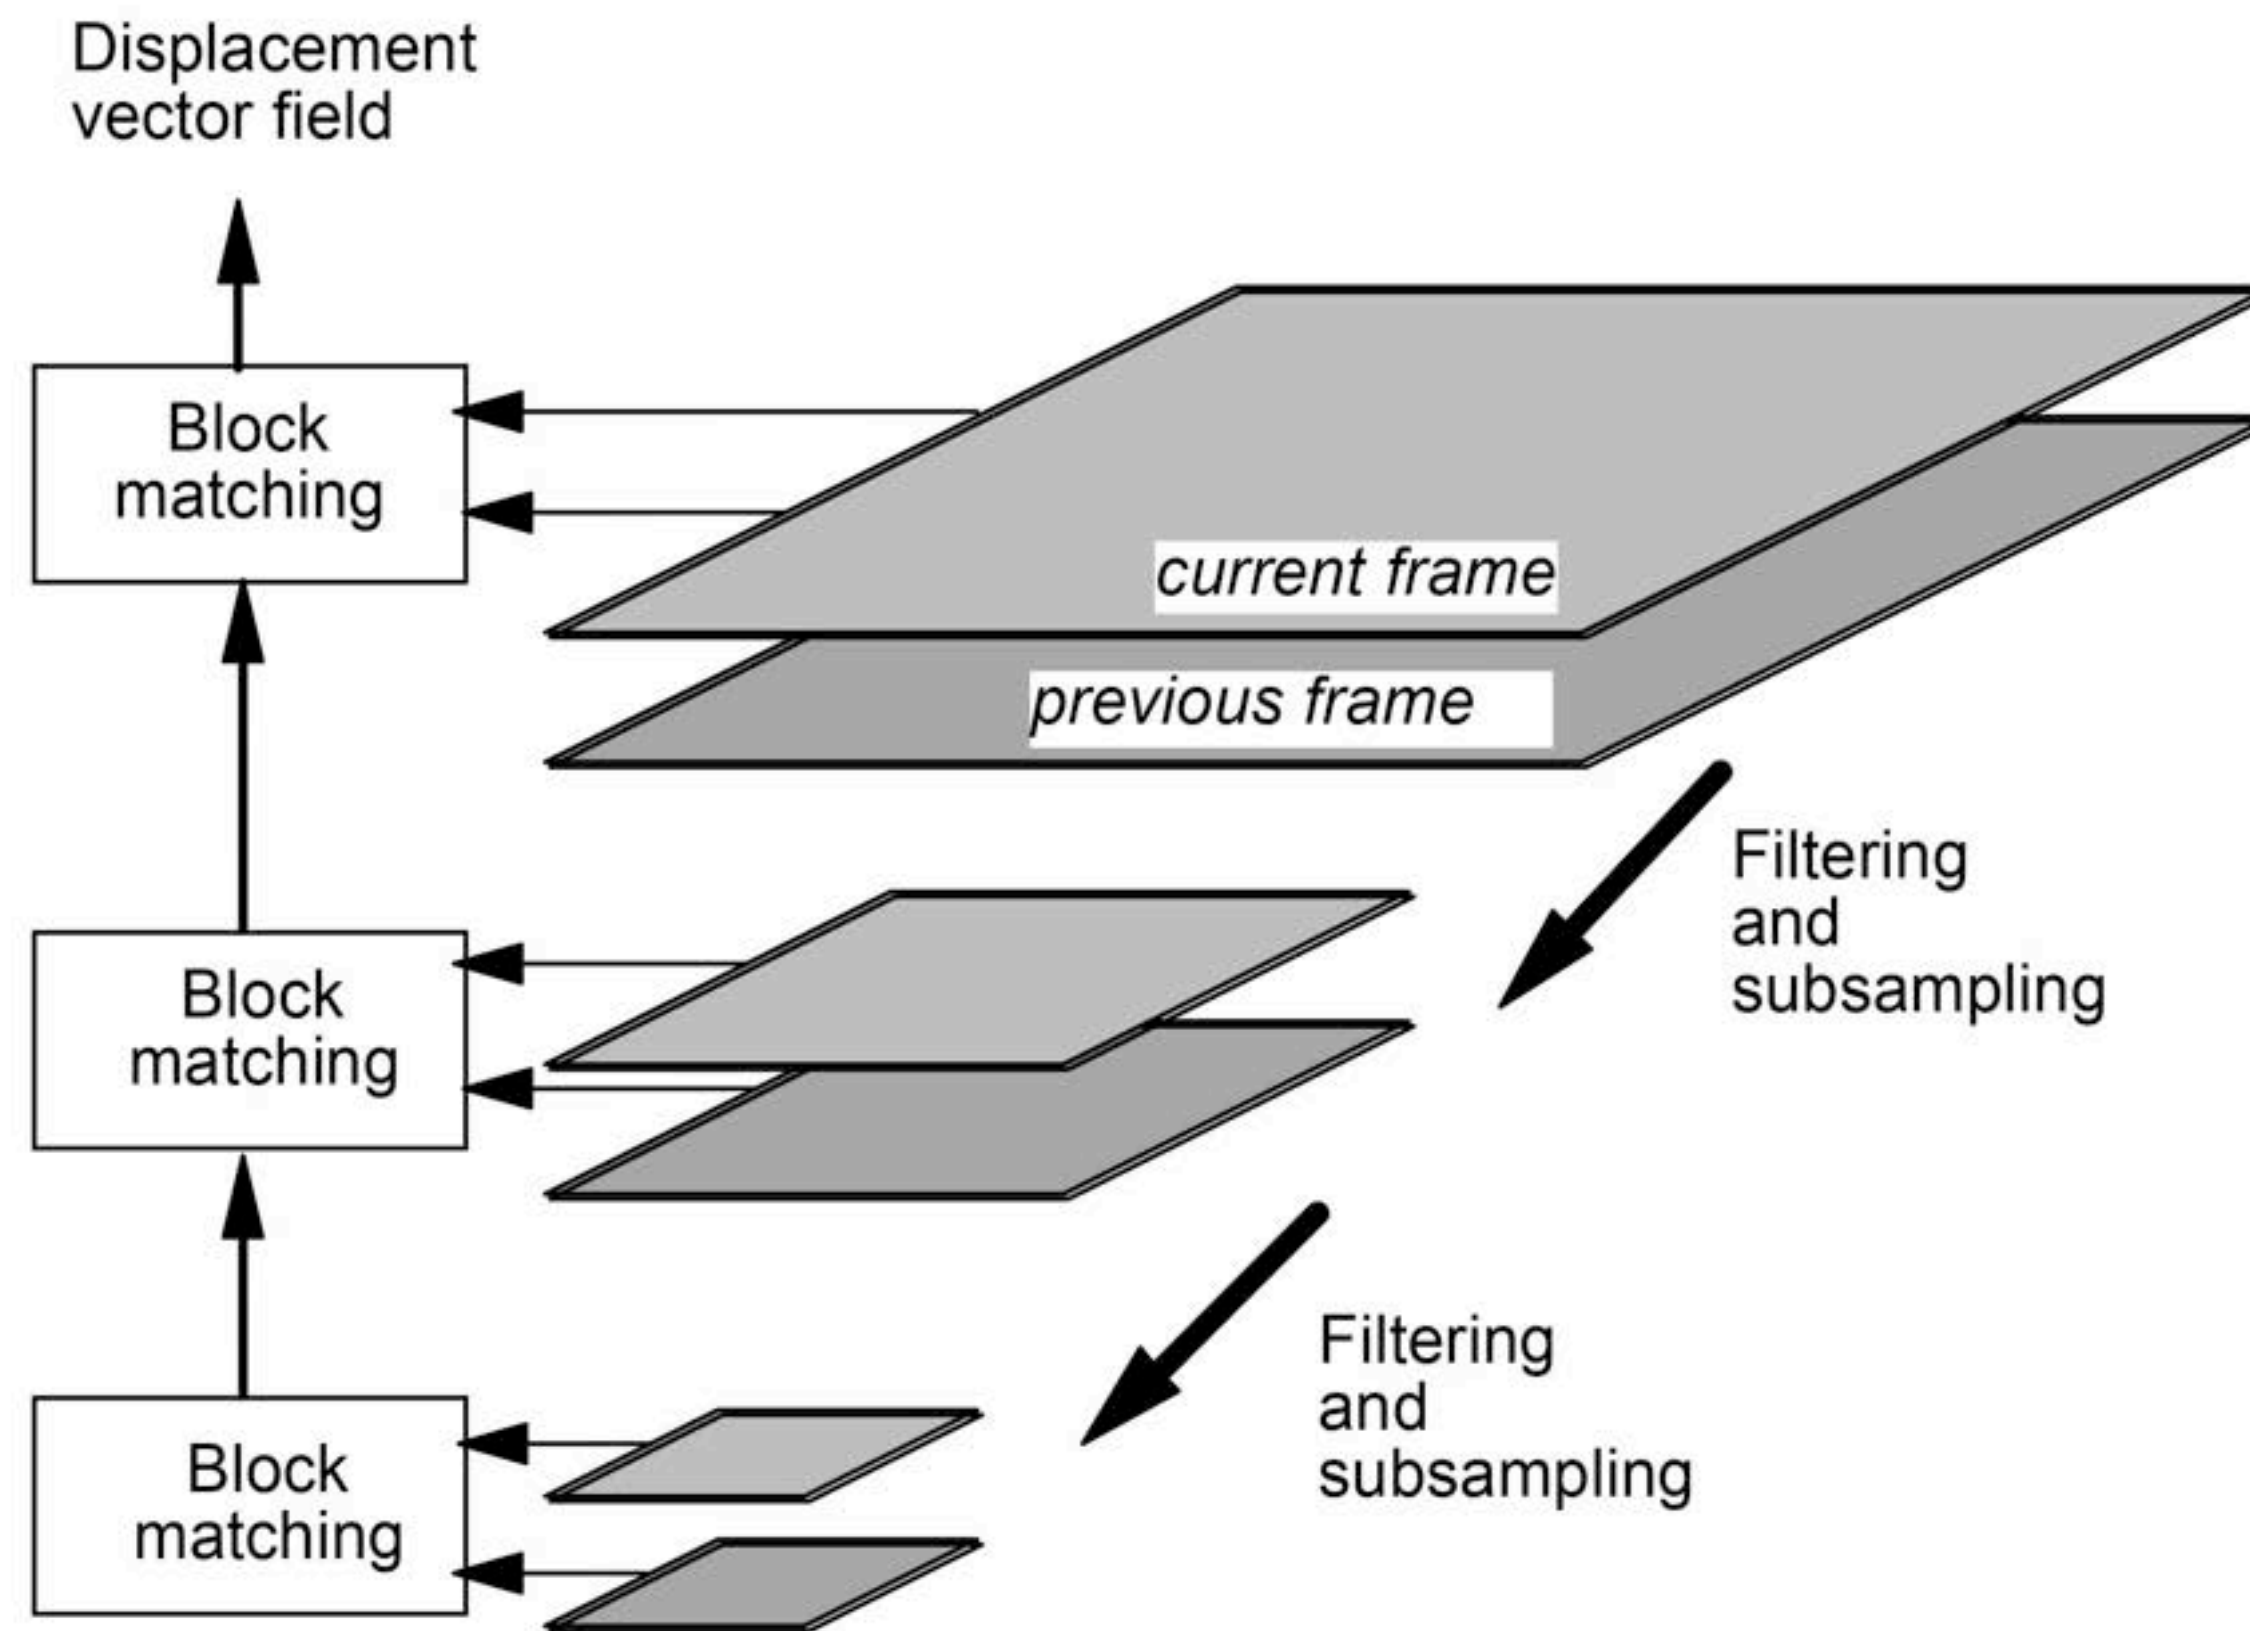 Displacement
vector field
Block
matching
current frame
previous frame
Filtering
and
subsampling
Block
matching
Filtering
and
subsampling
Block
matching